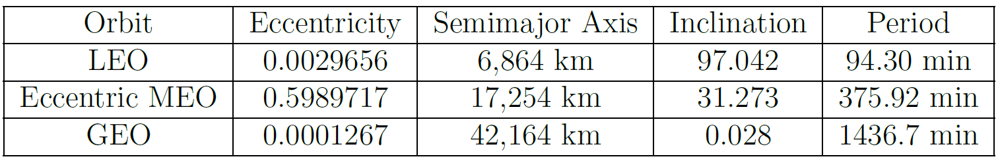 Orbit Eccentricity Semimajor Axis Inclination Period
LEO 0.0029656 6,864 km 97.042 94.30 min
Eccentric MEO 0.5989717 17,254 km 31.273 375.92 min
GEO 0.0001267 42,164 km 0.028 1436.7 min